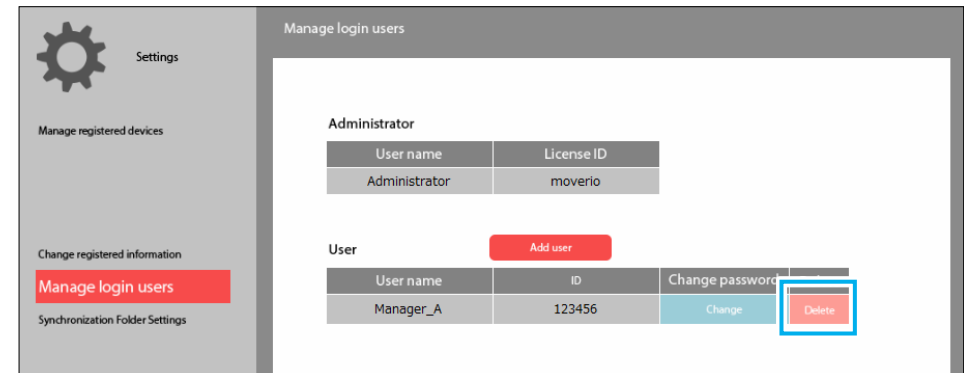 Manage login users
Settings
Manage registered devices
Change registered information
Manage login users
Synchronization Folder Settings
Administrator
User name License ID
Administrator moverio
User Add user
User name ID Change password
Manager_A 123456 Change Delete